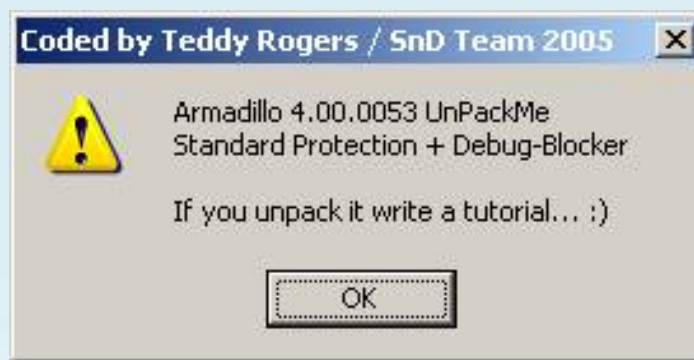 Coded by Teddy Rogers / SnD Team 2005
Armadillo 4.00.0053 UnPackMe
Standard Protection + Debug-Blocker
If you unpack it write a tutorial... :)
OK